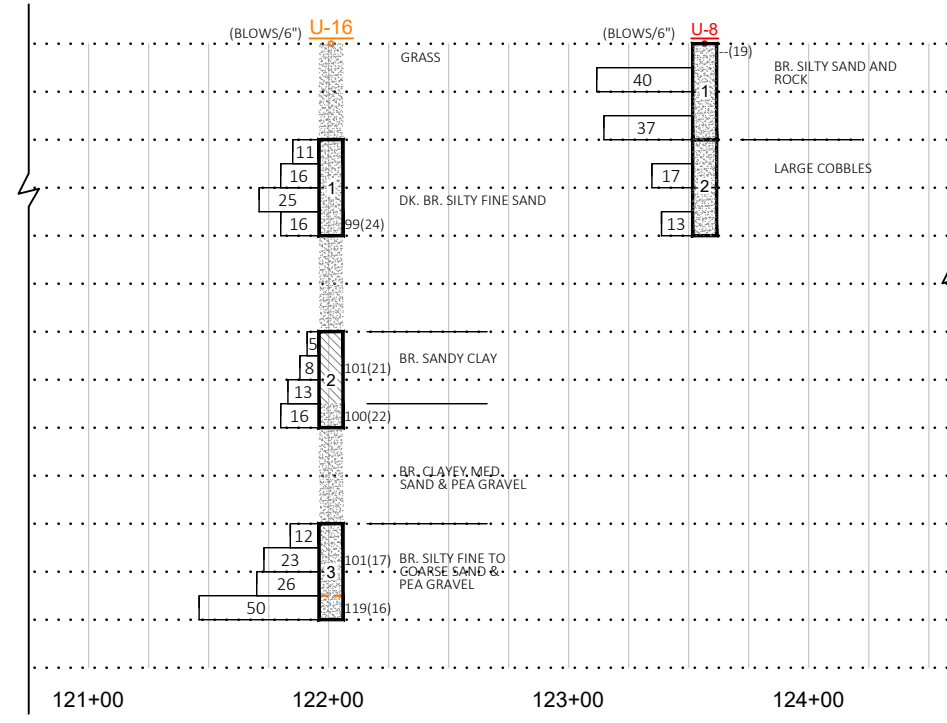 (BLOWS/6")
U-16
(BLOWS/6")
U-8
GRASS
--(19)
BR. SILTY SAND AND
ROCK
40
1
37
11
16
25
16
1
DK. BR. SILTY FINE SAND
99(24)
17
2
LARGE COBBLES
13
5
8
13
16
2
BR. SANDY CLAY
101(21)
100(22)
BR. CLAYEY MED.
SAND & PEA GRAVEL
12
23
26
50
3
101(17)
BR. SILTY FINE TO
COARSE SAND &
PEA GRAVEL
119(16)
121+00
122+00
123+00
124+00